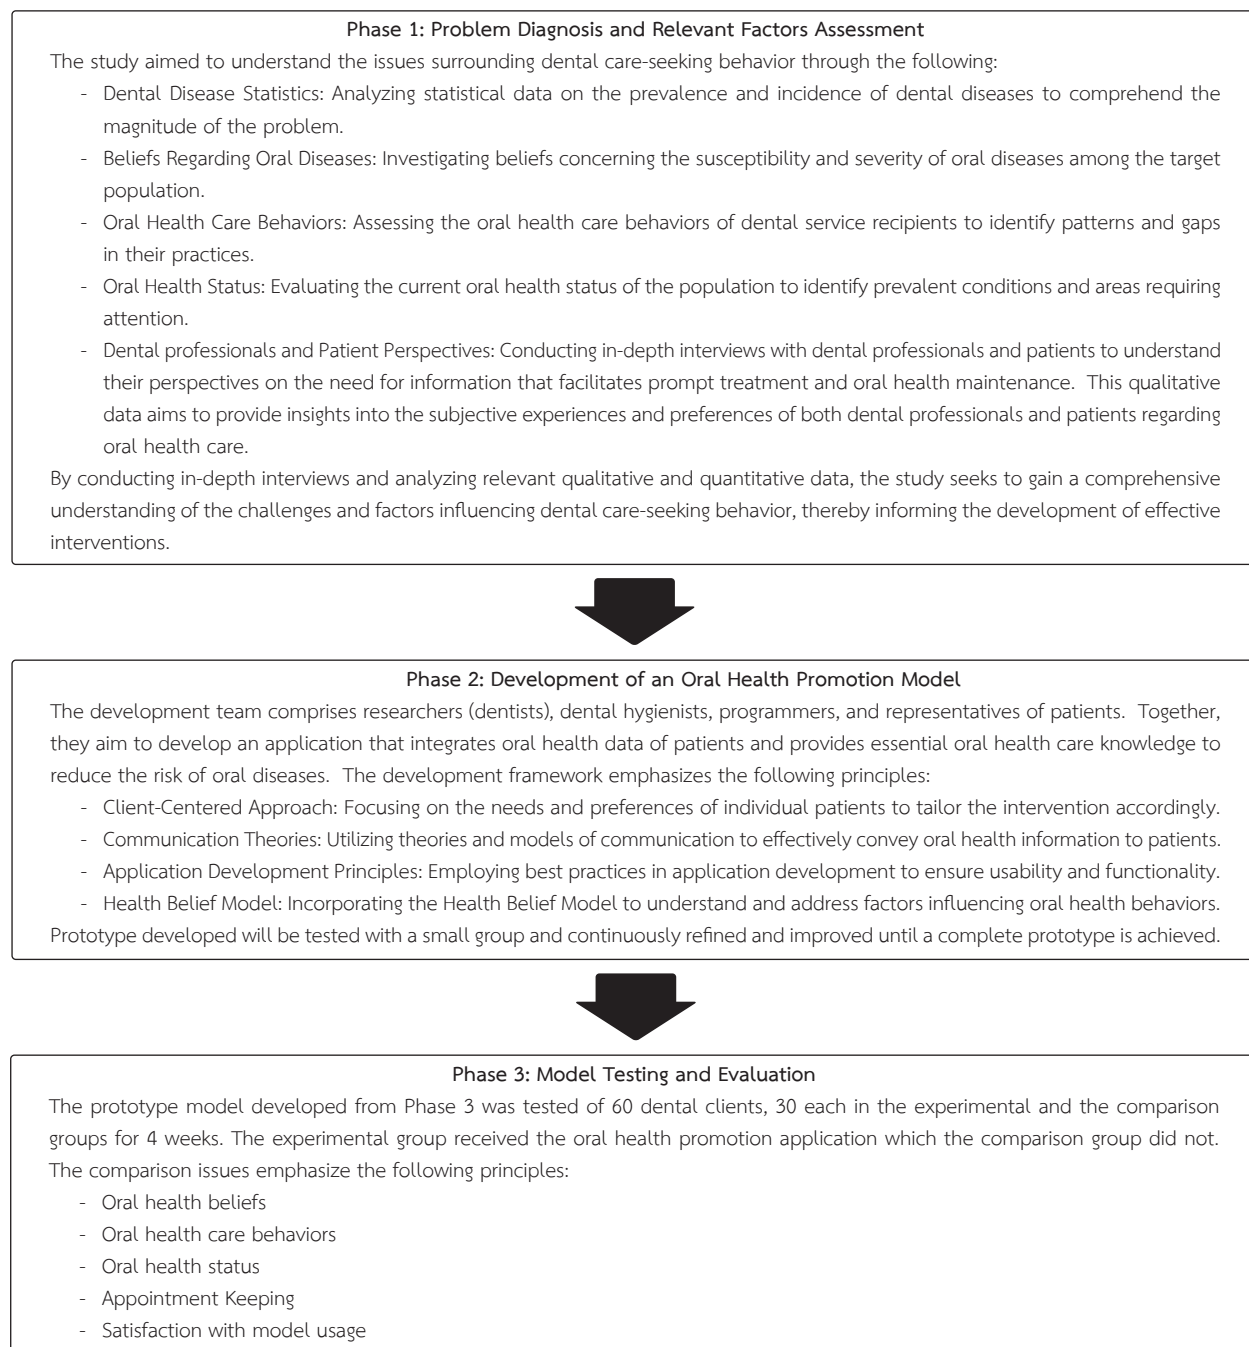 Phase 1: Problem Diagnosis and Relevant Factors Assessment
The study aimed to understand the issues surrounding dental care-seeking behavior through the following:
- Dental Disease Statistics: Analyzing statistical data on the prevalence and incidence of dental diseases to comprehend the
magnitude of the problem.
- Beliefs Regarding Oral Diseases: Investigating beliefs concerning the susceptibility and severity of oral diseases among the target
population.
- Oral Health Care Behaviors: Assessing the oral health care behaviors of dental service recipients to identify patterns and gaps
in their practices.
- Oral Health Status: Evaluating the current oral health status of the population to identify prevalent conditions and areas requiring
attention.
- Dental professionals and Patient Perspectives: Conducting in-depth interviews with dental professionals and patients to understand
their perspectives on the need for information that facilitates prompt treatment and oral health maintenance. This qualitative
data aims to provide insights into the subjective experiences and preferences of both dental professionals and patients regarding
oral health care.
By conducting in-depth interviews and analyzing relevant qualitative and quantitative data, the study seeks to gain a comprehensive
understanding of the challenges and factors influencing dental care-seeking behavior, thereby informing the development of effective
interventions.
Phase 2: Development of an Oral Health Promotion Model
The development team comprises researchers (dentists), dental hygienists, programmers, and representatives of patients. Together,
they aim to develop an application that integrates oral health data of patients and provides essential oral health care knowledge to
reduce the risk of oral diseases. The development framework emphasizes the following principles:
- Client-Centered Approach: Focusing on the needs and preferences of individual patients to tailor the intervention accordingly.
- Communication Theories: Utilizing theories and models of communication to effectively convey oral health information to patients.
- Application Development Principles: Employing best practices in application development to ensure usability and functionality.
- Health Belief Model: Incorporating the Health Belief Model to understand and address factors influencing oral health behaviors.
Prototype developed will be tested with a small group and continuously refined and improved until a complete prototype is achieved.
Phase 3: Model Testing and Evaluation
The prototype model developed from Phase 3 was tested of 60 dental clients, 30 each in the experimental and the comparison
groups for 4 weeks. The experimental group received the oral health promotion application which the comparison group did not.
The comparison issues emphasize the following principles:
- Oral health beliefs
- Oral health care behaviors
- Oral health status
- Appointment Keeping
- Satisfaction with model usage